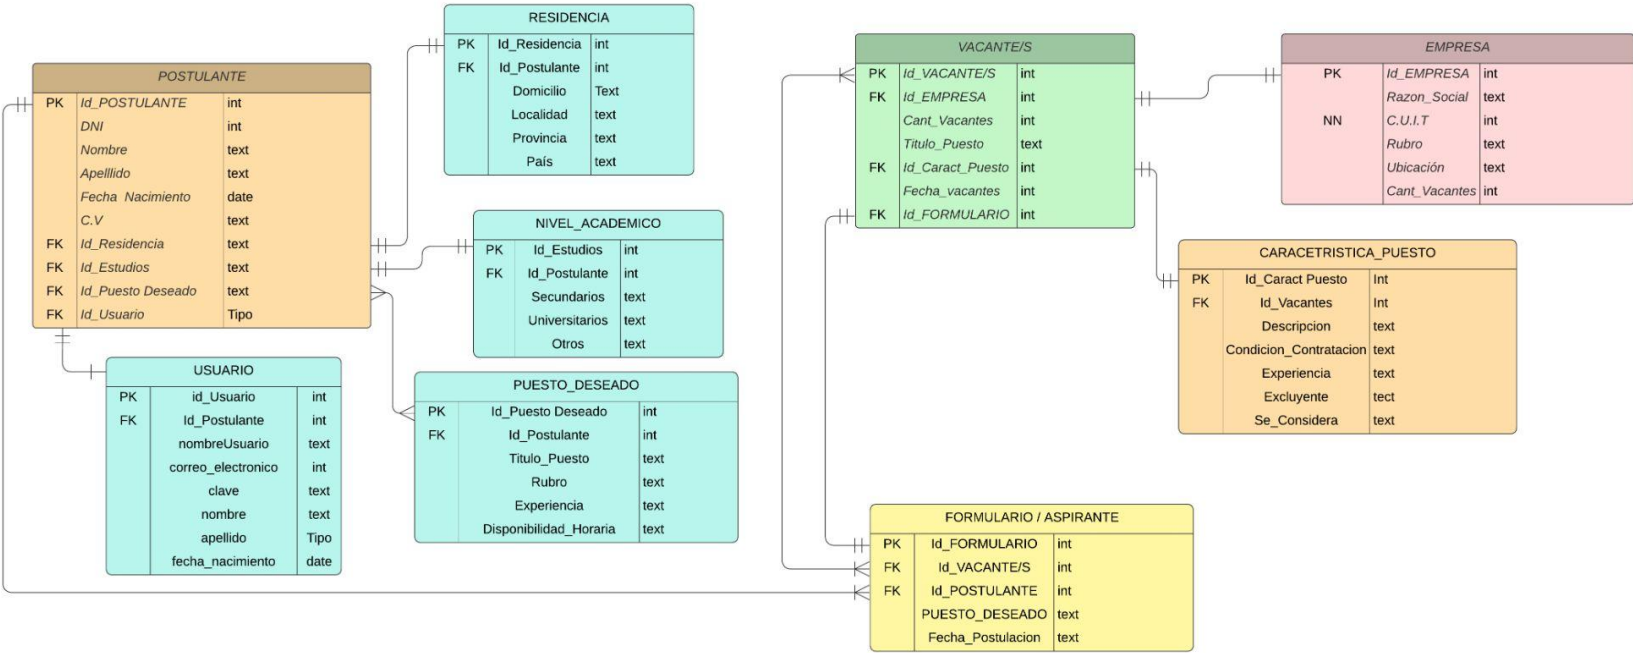 POSTULANTE
PK Id_POSTULANTE int
DNI int
Nombre text
Apelllido text
Fecha Nacimiento date
C.V text
FK Id_Residencia text
FK Id_Estudios text
FK Id_Puesto Deseado text
FK Id_Usuario Tipo
RESIDENCIA
PK Id_Residencia int
FK Id_Postulante int
Domicilio Text
Localidad text
Provincia text
País text
NIVEL_ACADEMICO
PK Id_Estudios int
FK Id_Postulante int
Secundarios text
Universitarios text
Otros text
USUARIO
PK id_Usuario int
FK Id_Postulante int
nombreUsuario text
correo_electronico int
clave text
nombre text
apellido Tipo
fecha_nacimiento date
PUESTO_DESEADO
PK Id_Puesto Deseado int
FK Id_Postulante int
Titulo_Puesto text
Rubro text
Experiencia text
Disponibilidad_Horaria text
VACANTE/S
PK Id_VACANTE/S int
FK Id_EMPRESA int
Cant_Vacantes int
Titulo_Puesto text
FK Id_Caract_Puesto int
Fecha_vacantes int
FK Id_FORMULARIO int
EMPRESA
PK Id_EMPRESA int
Razon_Social text
NN C.U.I.T int
Rubro text
Ubicación text
Cant_Vacantes int
CARACETRISTICA_PUESTO
PK Id_Caract Puesto Int
FK Id_Vacantes Int
Descripcion text
Condicion_Contratacion text
Experiencia text
Excluyente tect
Se_Considera text
FORMULARIO / ASPIRANTE
PK Id_FORMULARIO int
FK Id_VACANTE/S int
FK Id_POSTULANTE int
PUESTO_DESEADO text
Fecha_Postulacion text